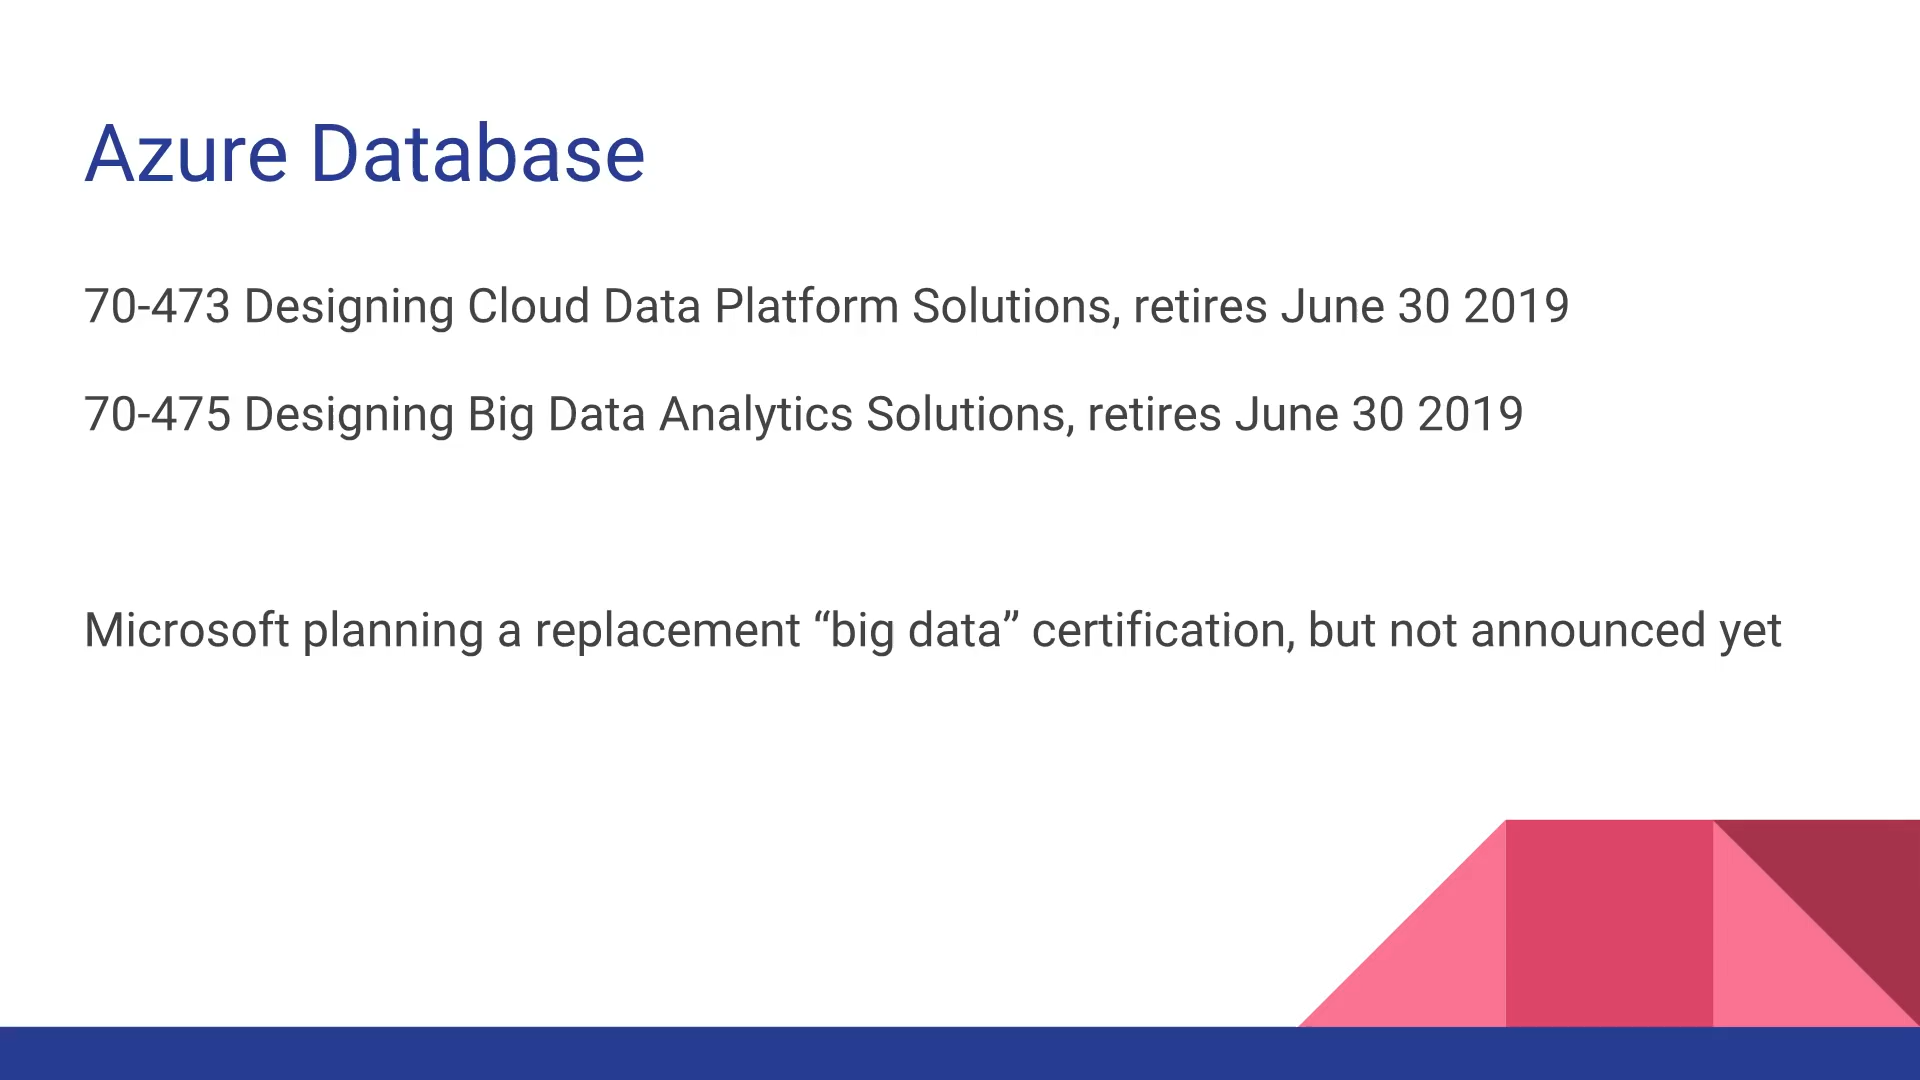 Azure Database
70-473 Designing Cloud Data Platform Solutions, retires June 30 2019
70-475 Designing Big Data Analytics Solutions, retires June 30 2019
Microsoft planning a replacement “big data” certification, but not announced yet